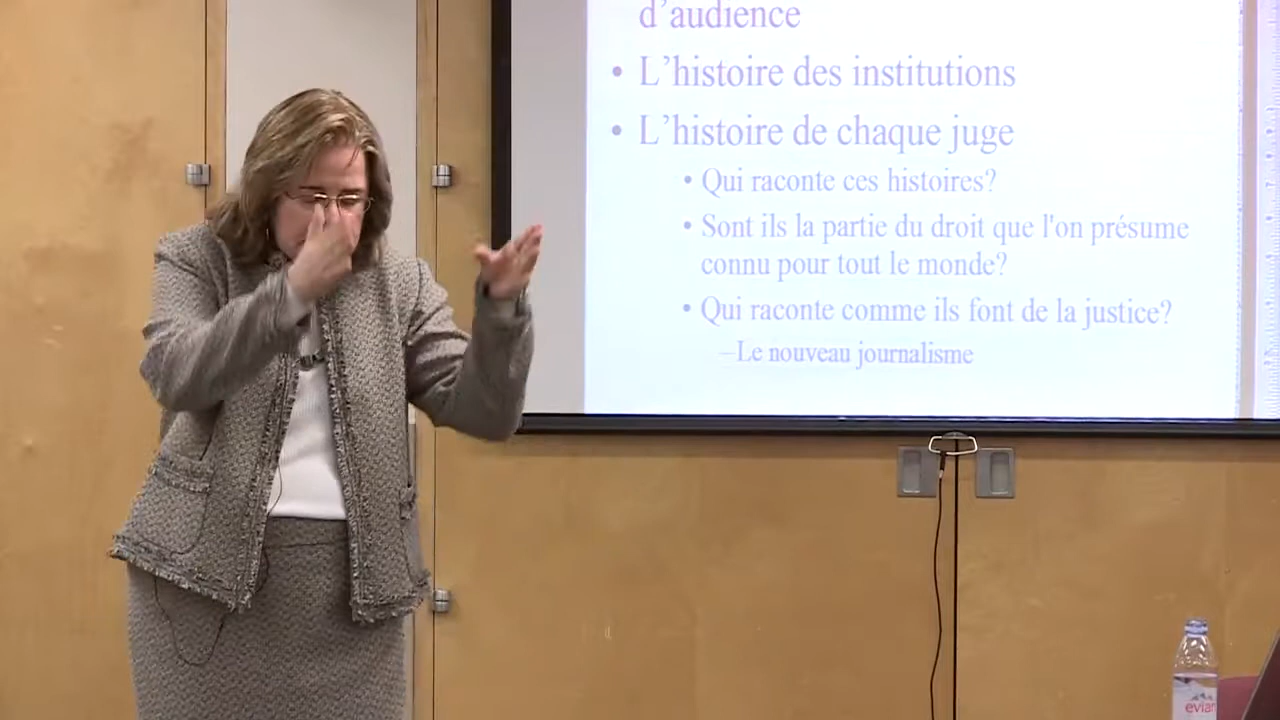 d’audience
• L’histoire des institutions
• L’histoire de chaque juge
• Qui raconte ces histoires?
• Sont ils la partie du droit que l'on présume
connu pour tout le monde?
• Qui raconte comme ils font de la justice?
–Le nouveau journalisme
evian